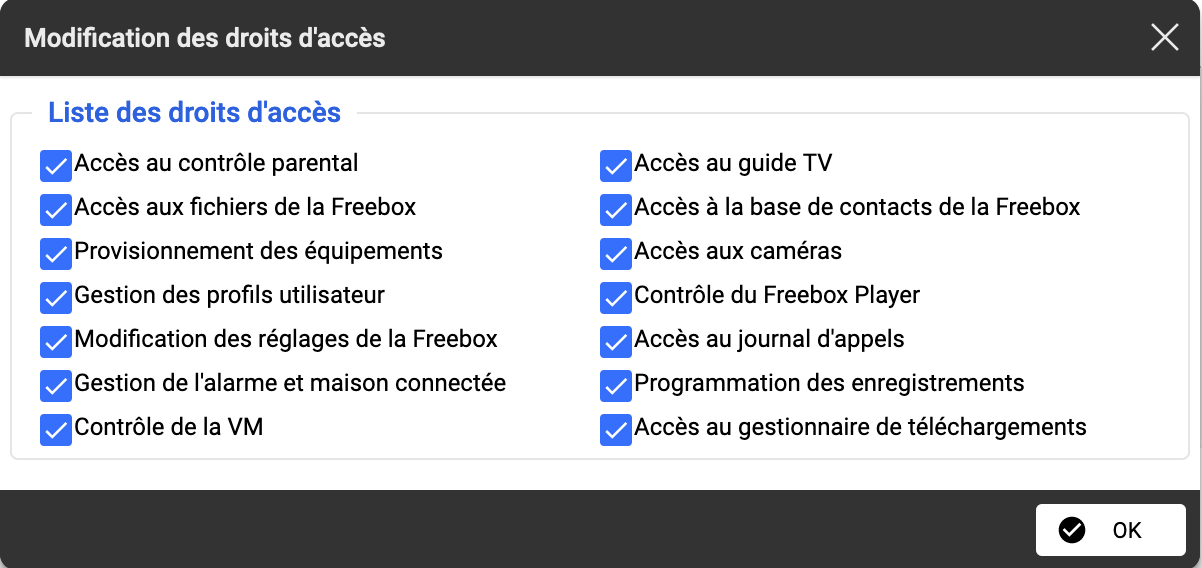 Modification des droits d'accès
Liste des droits d'accès
Accès au contrôle parental
Accès au guide TV
Accès aux fichiers de la Freebox
Accès à la base de contacts de la Freebox
Provisionnement des équipements
Accès aux caméras
Gestion des profils utilisateur
Contrôle du Freebox Player
Modification des réglages de la Freebox
Accès au journal d'appels
Gestion de l'alarme et maison connectée
Programmation des enregistrements
Contrôle de la VM
Accès au gestionnaire de téléchargements
OK